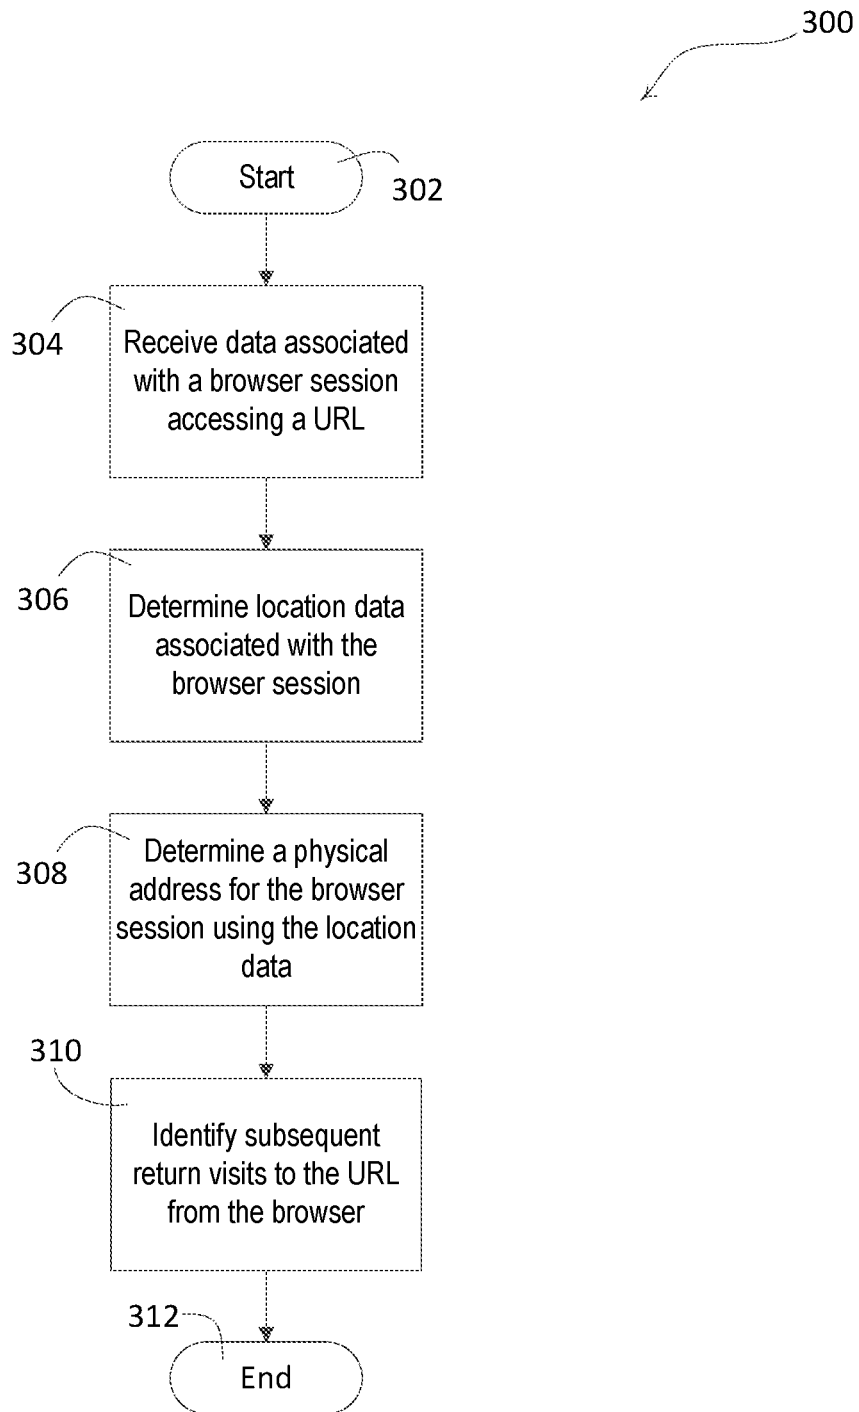 300
Start
302
304
Receive data associated
with a browser session
accessing a URL
306
Determine location data
associated with the
browser session
308
Determine a physical
address for the browser
session using the location
data
310
Identify subsequent
return visits to the URL
from the browser
312
End